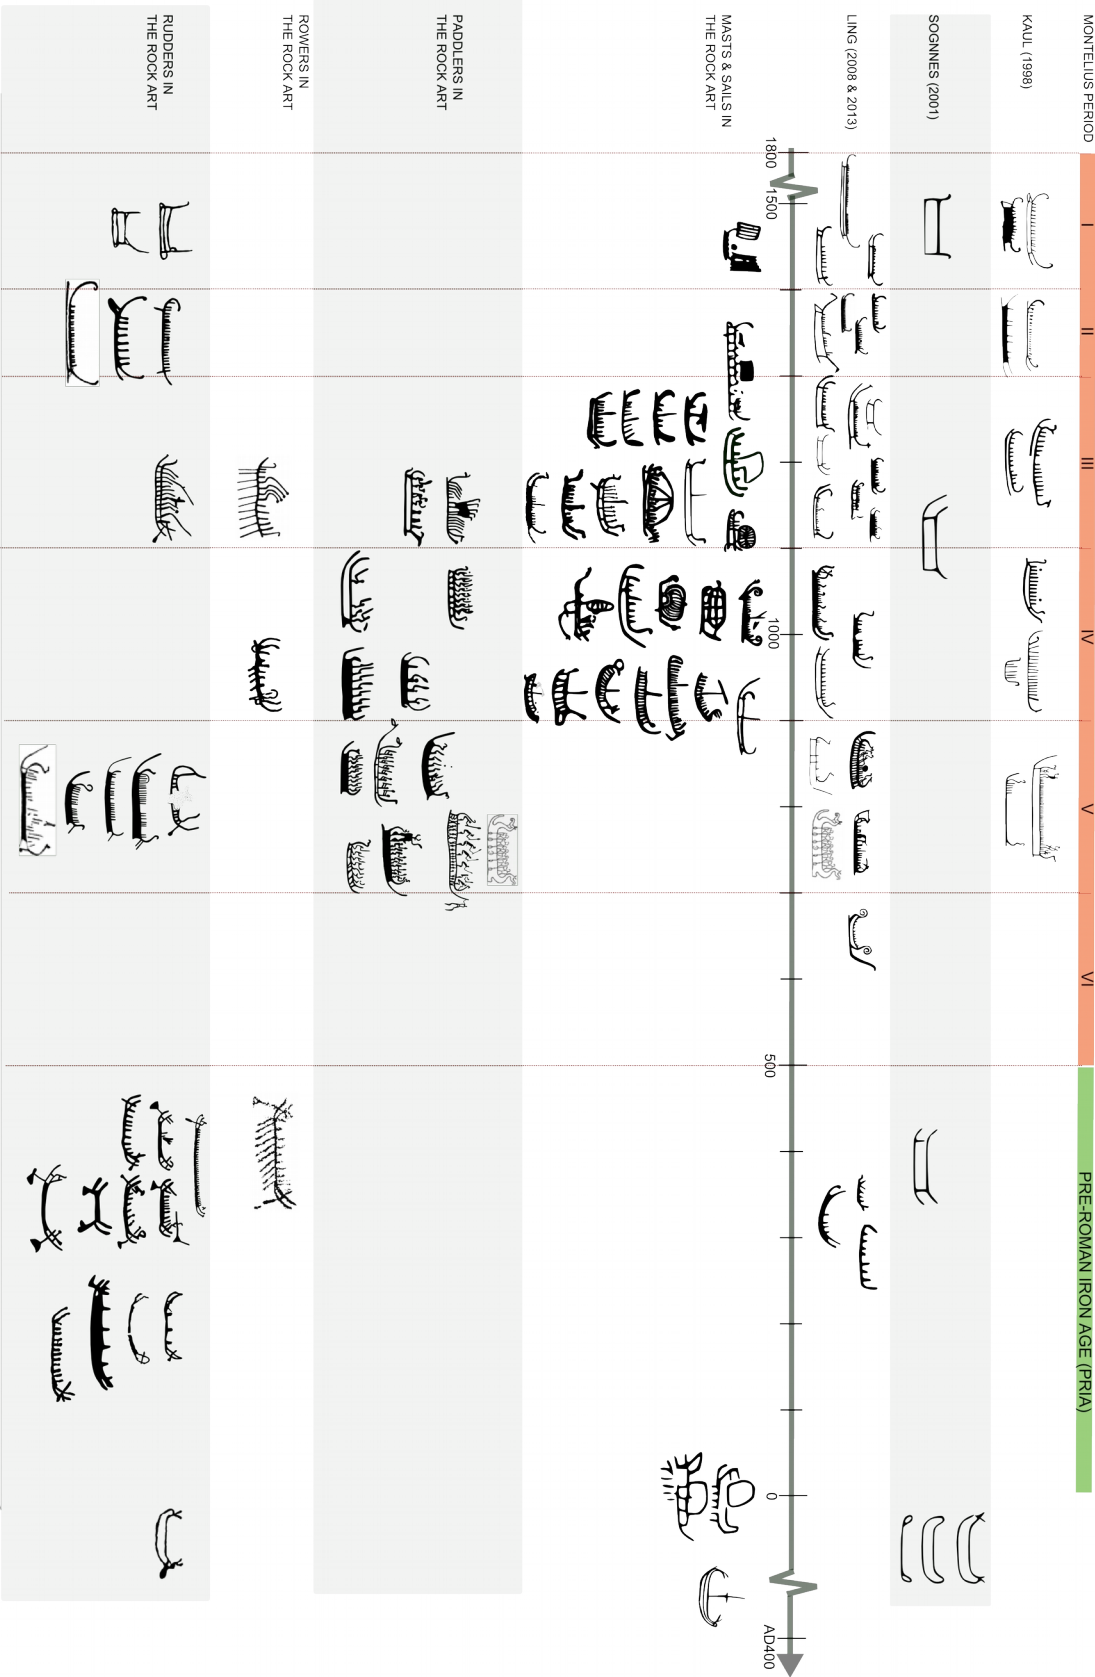 MONTELIUS PERIOD
I
II
III
IV
V
VI
PRE-ROMAN IRON AGE (PRIA)
KAUL (1998)
SOGNNES (2001)
LING (2008 & 2013)
1800
1500
1000
500
0
AD400
MASTS & SAILS IN
THE ROCK ART
PADDLERS IN
THE ROCK ART
ROWERS IN
THE ROCK ART
RUDDERS IN
THE ROCK ART